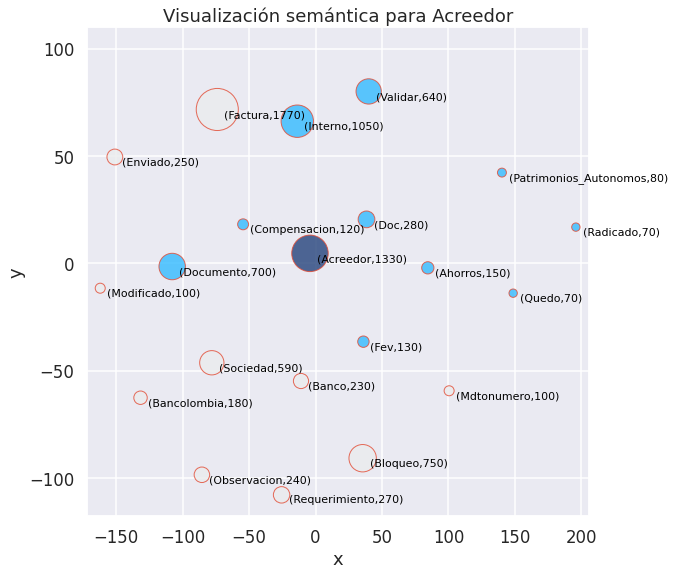 Visualización semántica para Acreedor
100
50
0
−50
−100
y
(Validar,640)
(Factura,1770)
(Interno,1050)
(Enviado,250)
(Patrimonios_Autonomos,80)
(Compensacion,120)
(Doc,280)
(Radicado,70)
(Acreedor,1330)
(Documento,700)
(Ahorros,150)
(Modificado,100)
(Quedo,70)
(Fev,130)
(Sociedad,590)
(Banco,230)
(Mdtonumero,100)
(Bancolombia,180)
(Bloqueo,750)
(Observacion,240)
(Requerimiento,270)
−150 −100 −50 0 50 100 150 200
x